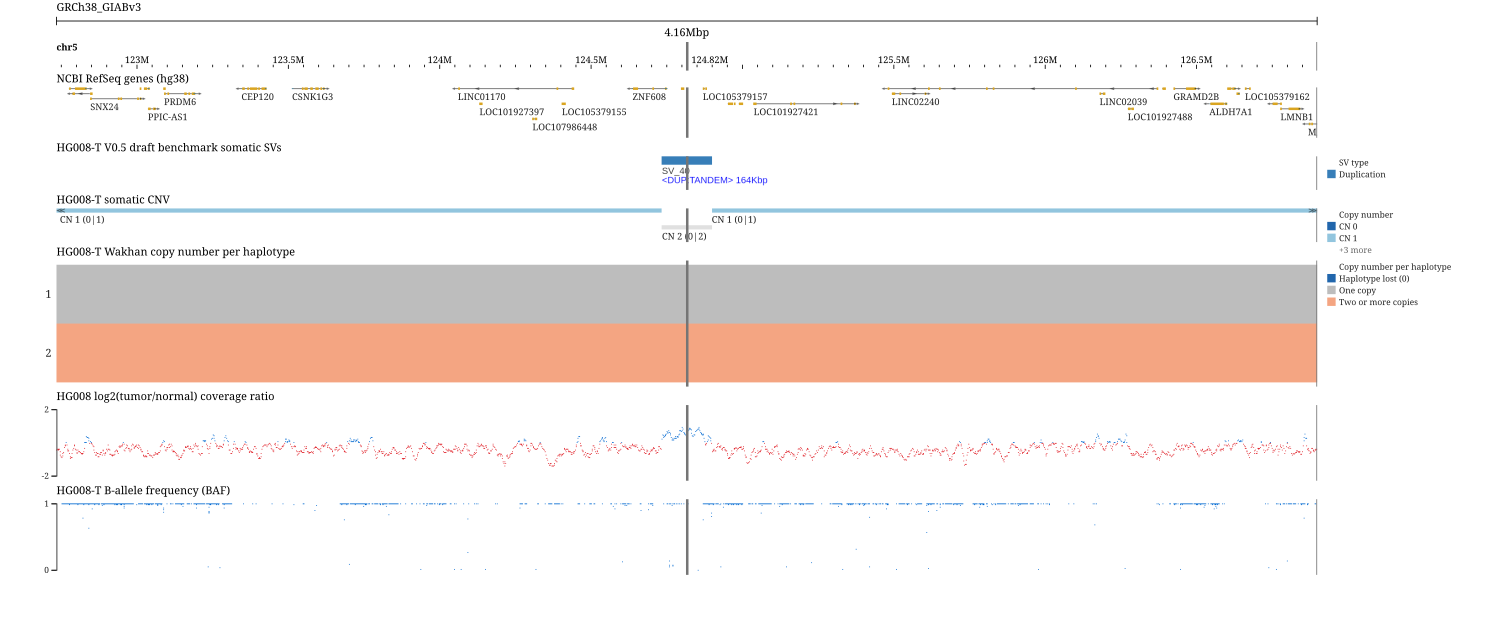 GRCh38_GIABv3
4.16Mbp
chr5
123M 123.5M 124M 124.5M 124.82M 125.5M 126M 126.5M
NCBI RefSeq genes (hg38)
SNX24 PRDM6 CEP120 CSNK1G3 LINC01170 ZNF608 LOC105379157 LINC02240 LINC02039 GRAMD2B LOC105379162
PPIC-AS1 LOC101927397 LOC105379155 LOC101927421 LOC101927488 ALDH7A1 LMNB1
LOC107986448 M
HG008-T V0.5 draft benchmark somatic SVs
SV type
Duplication
SV_40
<DUP:TANDEM> 164Kbp
HG008-T somatic CNV
CN 1 (0|1) CN 1 (0|1)
CN 2 (0|2)
Copy number
CN 0
CN 1
+3 more
HG008-T Wakhan copy number per haplotype
1
2
Copy number per haplotype
Haplotype lost (0)
One copy
Two or more copies
HG008 log2(tumor/normal) coverage ratio
2
-2
HG008-T B-allele frequency (BAF)
1
0